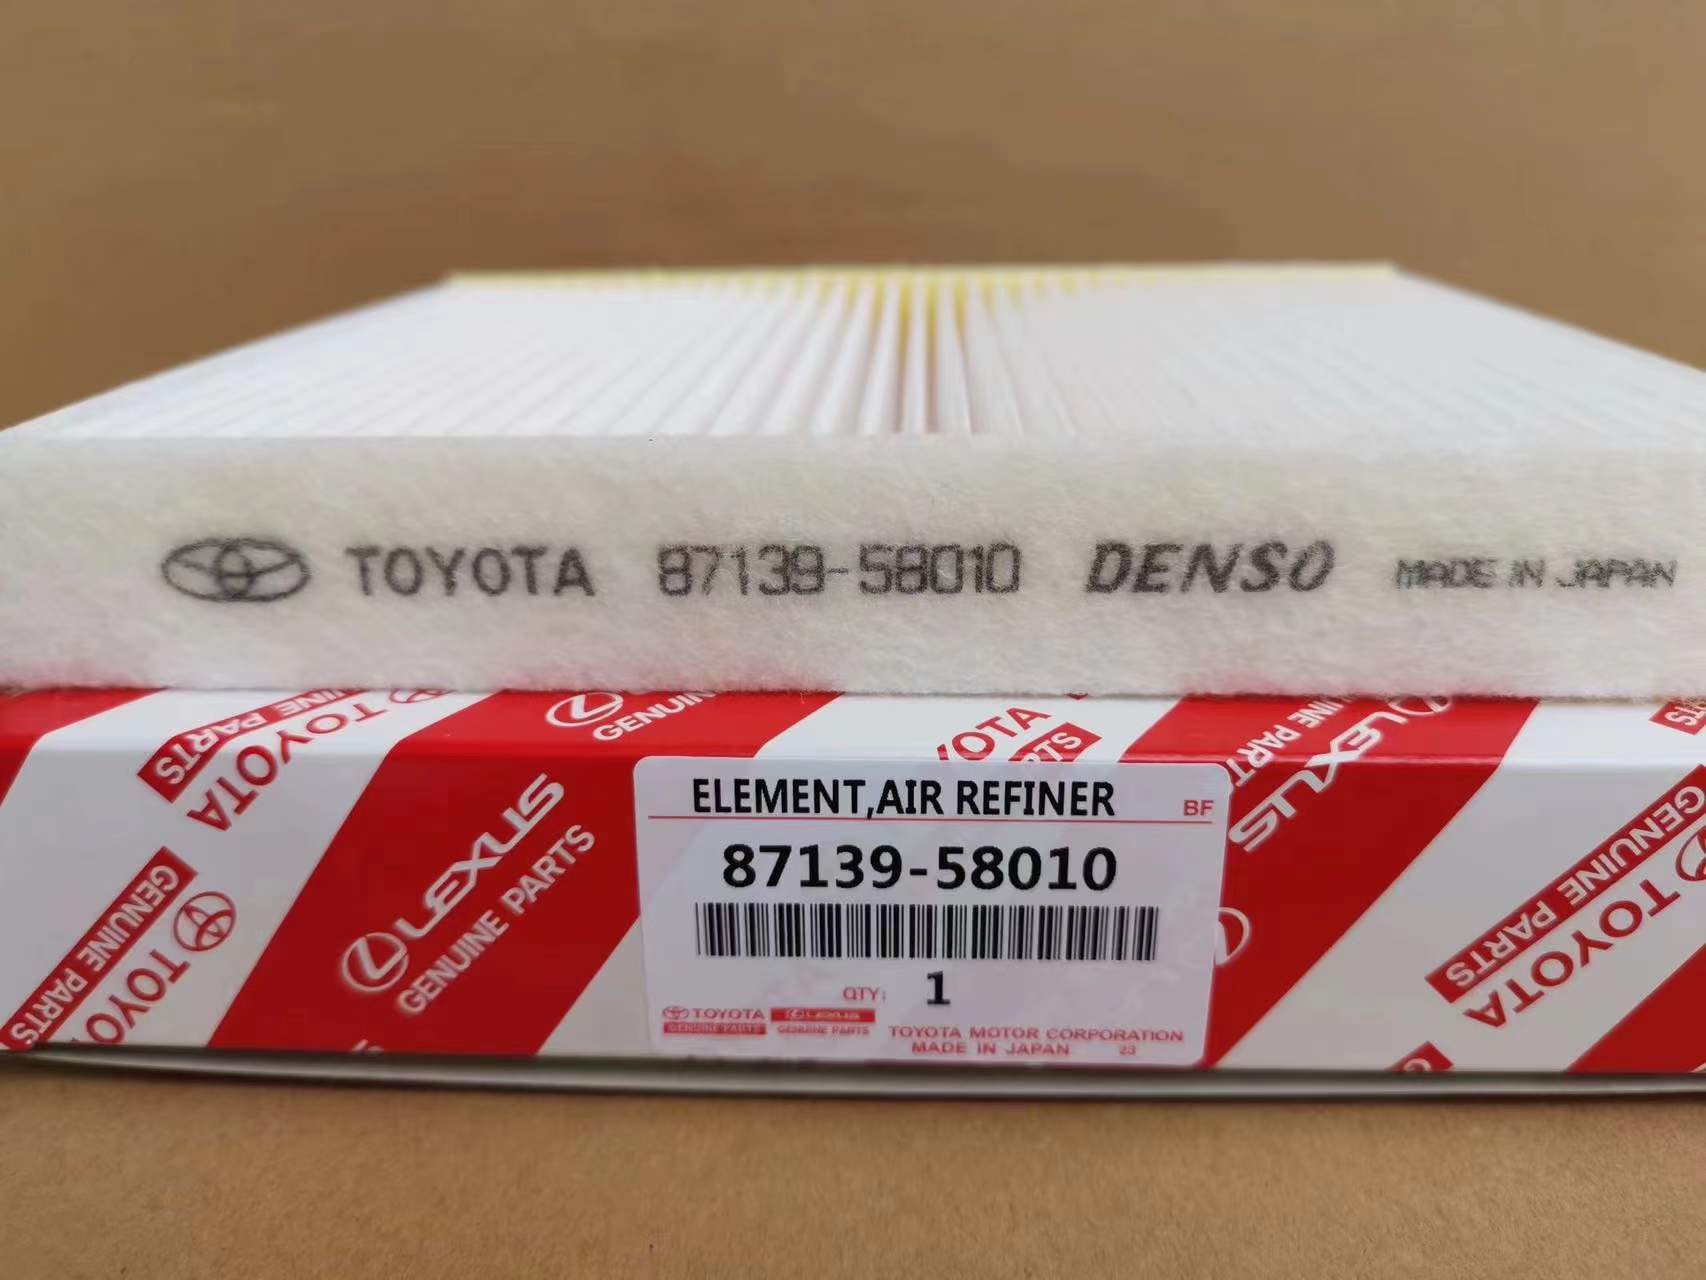 TOYOTA 87139-58010 DENSO MADE IN JAPAN
GENUINE PARTS
TOYOTA
LEXUS
GENUINE PARTS
TOYOTA
GENUINE PARTS
ELEMENT,AIR REFINER BF
87139-58010
QTY: 1
TOYOTA
GENUINE PARTS
LEXUS
GENUINE PARTS
TOYOTA MOTOR CORPORATION
MADE IN JAPAN 23
LEXUS
GENUINE PARTS
TOYOTA